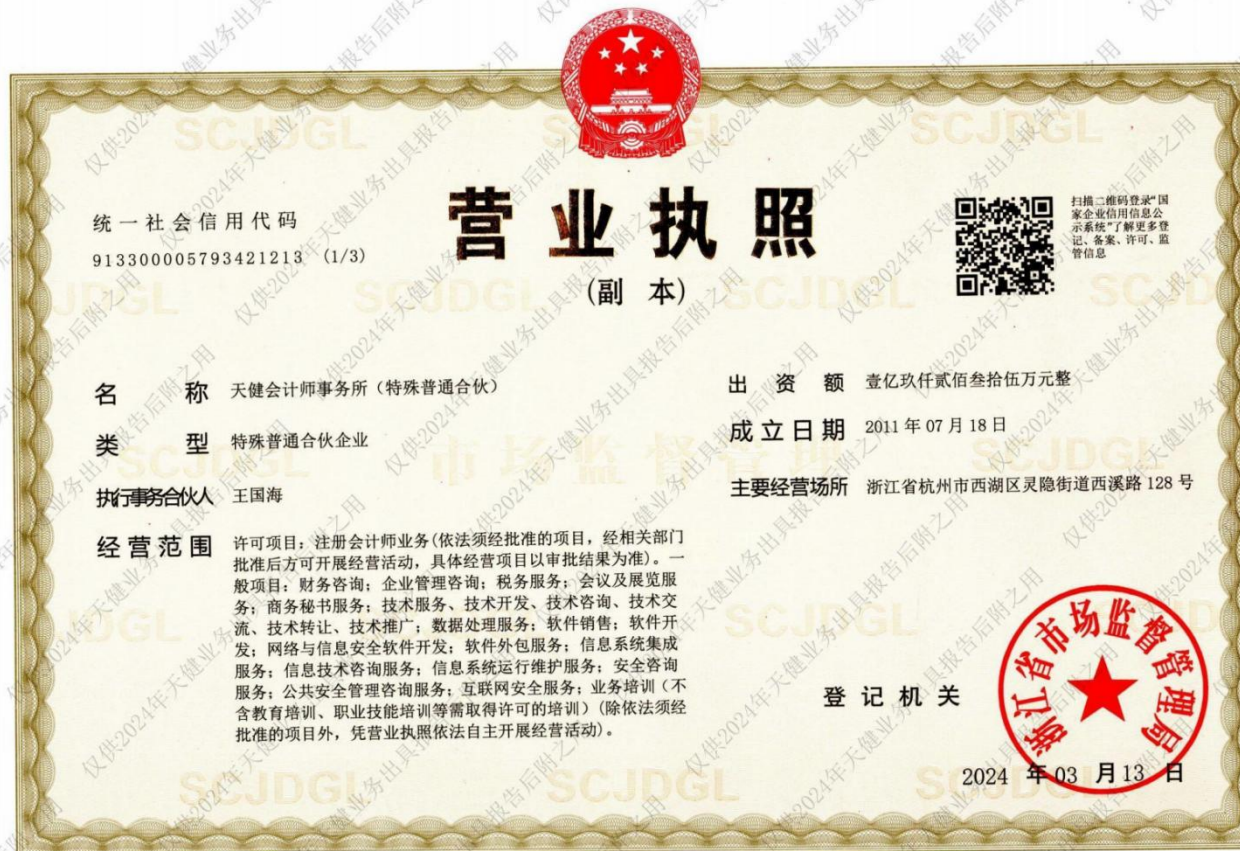 统一社会信用代码
913300005793421213 (1/3)
营业执照
(副 本)
扫描二维码登录“国
家企业信用信息公
示系统”了解更多登
记、备案、许可、监
管信息
名 称 天健会计师事务所（特殊普通合伙）
类 型 特殊普通合伙企业
执行事务合伙人 王国海
经营范围 许可项目：注册会计师业务(依法须经批准的项目，经相关部门
批准后方可开展经营活动，具体经营项目以审批结果为准)。一
般项目：财务咨询；企业管理咨询；税务服务；会议及展览服
务；商务秘书服务；技术服务、技术开发、技术咨询、技术交
流、技术转让、技术推广；数据处理服务；软件销售；软件开
发；网络与信息安全软件开发；软件外包服务；信息系统集成
服务；信息技术咨询服务；信息系统运行维护服务；安全咨询
服务；公共安全管理咨询服务；互联网安全服务；业务培训（不
含教育培训、职业技能培训等需取得许可的培训）(除依法须经
批准的项目外，凭营业执照依法自主开展经营活动)。
出 资 额 壹亿玖仟贰佰叁拾伍万元整
成立日期 2011 年 07 月 18 日
主要经营场所 浙江省杭州市西湖区灵隐街道西溪路 128 号
登 记 机 关
浙江省市场监督管理局
2024 年 03 月 13 日
SCJDGL
市场监督管理
仅供2024年天健业务出具报告后附之用